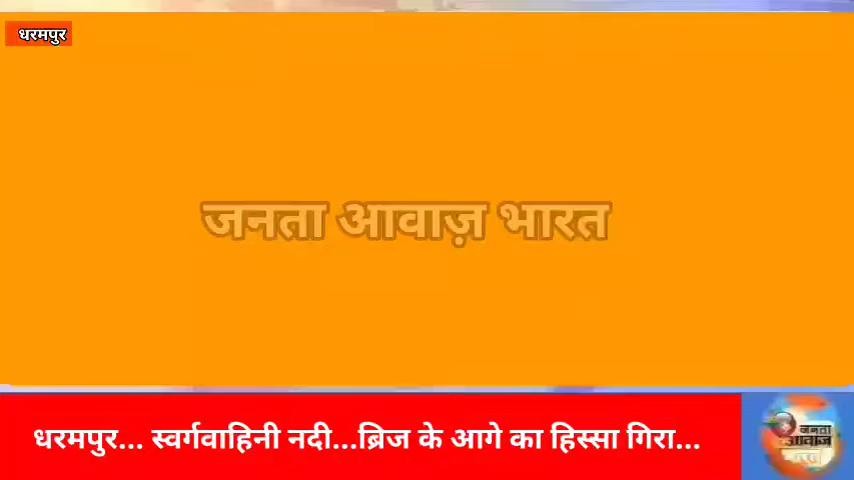 धरमपुर
जनता आवाज़ भारत
धरमपुर... स्वर्गवाहिनी नदी...ब्रिज के आगे का हिस्सा गिरा...
जनता
आवाज